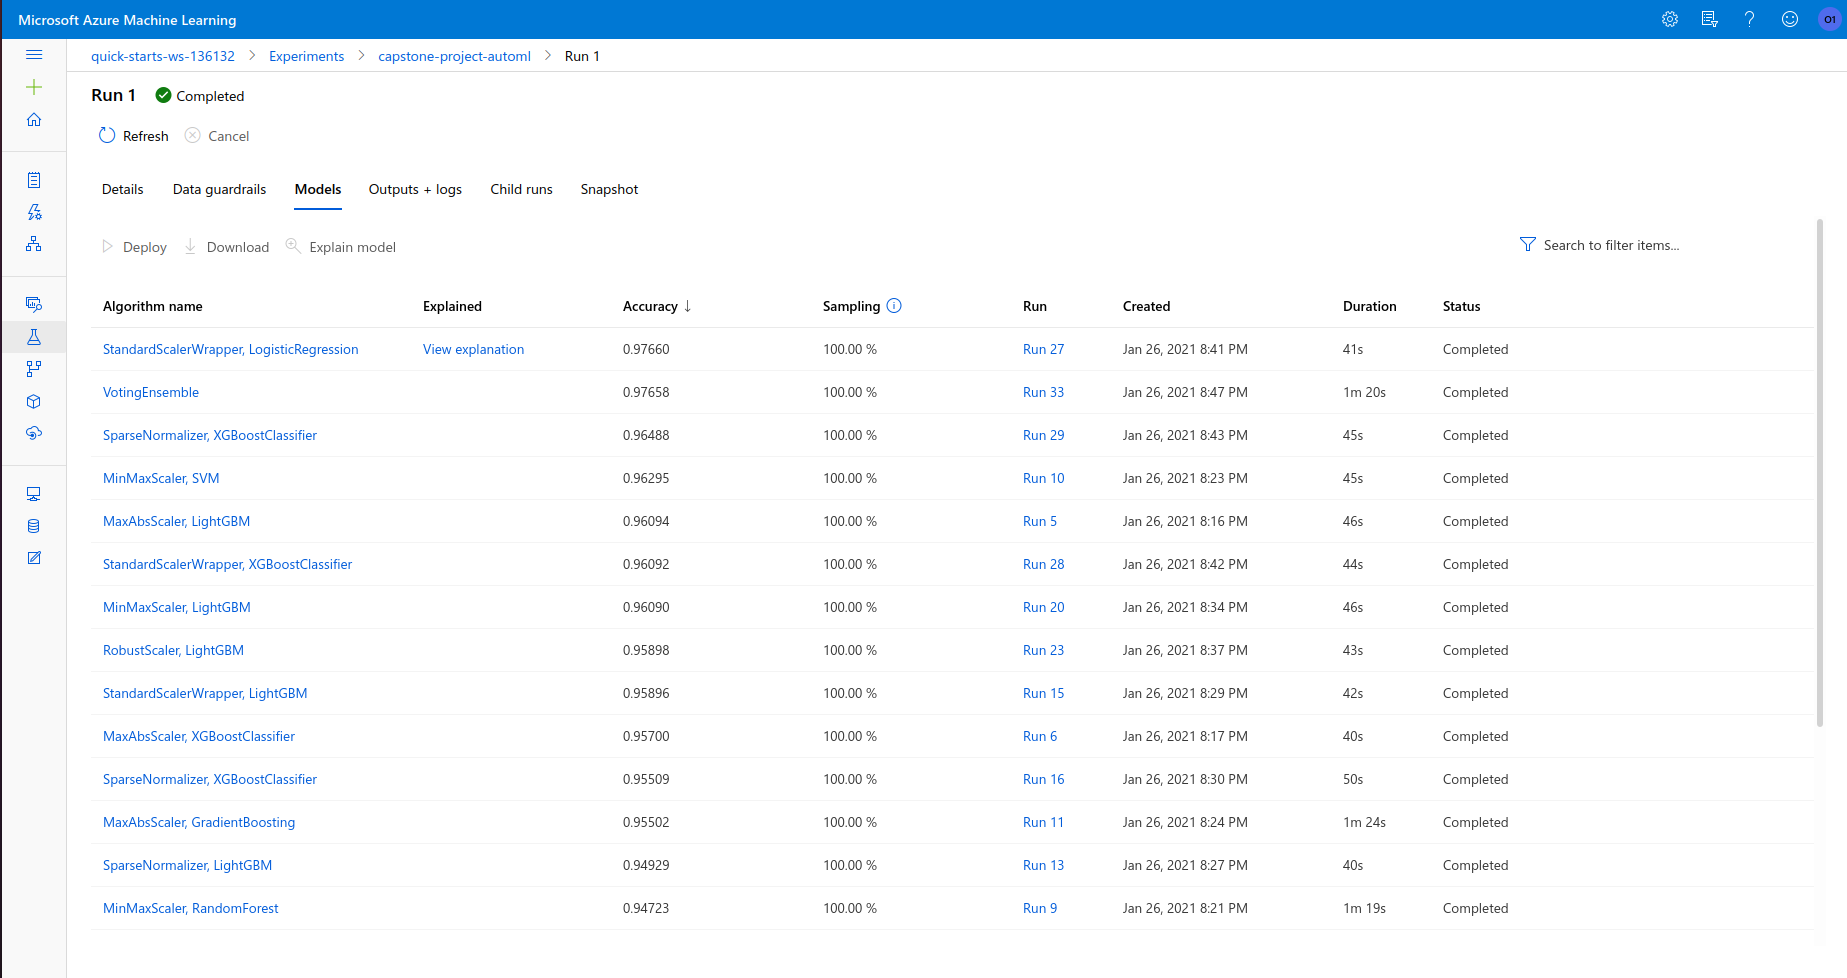 Microsoft Azure Machine Learning
O1
quick-starts-ws-136132 > Experiments > capstone-project-automl > Run 1
Run 1 Completed
Refresh Cancel
Details Data guardrails Models Outputs + logs Child runs Snapshot
Deploy Download Explain model Search to filter items...
Algorithm name Explained Accuracy ↓ Sampling Run Created Duration Status
StandardScalerWrapper, LogisticRegression View explanation 0.97660 100.00 % Run 27 Jan 26, 2021 8:41 PM 41s Completed
VotingEnsemble 0.97658 100.00 % Run 33 Jan 26, 2021 8:47 PM 1m 20s Completed
SparseNormalizer, XGBoostClassifier 0.96488 100.00 % Run 29 Jan 26, 2021 8:43 PM 45s Completed
MinMaxScaler, SVM 0.96295 100.00 % Run 10 Jan 26, 2021 8:23 PM 45s Completed
MaxAbsScaler, LightGBM 0.96094 100.00 % Run 5 Jan 26, 2021 8:16 PM 46s Completed
StandardScalerWrapper, XGBoostClassifier 0.96092 100.00 % Run 28 Jan 26, 2021 8:42 PM 44s Completed
MinMaxScaler, LightGBM 0.96090 100.00 % Run 20 Jan 26, 2021 8:34 PM 46s Completed
RobustScaler, LightGBM 0.95898 100.00 % Run 23 Jan 26, 2021 8:37 PM 43s Completed
StandardScalerWrapper, LightGBM 0.95896 100.00 % Run 15 Jan 26, 2021 8:29 PM 42s Completed
MaxAbsScaler, XGBoostClassifier 0.95700 100.00 % Run 6 Jan 26, 2021 8:17 PM 40s Completed
SparseNormalizer, XGBoostClassifier 0.95509 100.00 % Run 16 Jan 26, 2021 8:30 PM 50s Completed
MaxAbsScaler, GradientBoosting 0.95502 100.00 % Run 11 Jan 26, 2021 8:24 PM 1m 24s Completed
SparseNormalizer, LightGBM 0.94929 100.00 % Run 13 Jan 26, 2021 8:27 PM 40s Completed
MinMaxScaler, RandomForest 0.94723 100.00 % Run 9 Jan 26, 2021 8:21 PM 1m 19s Completed